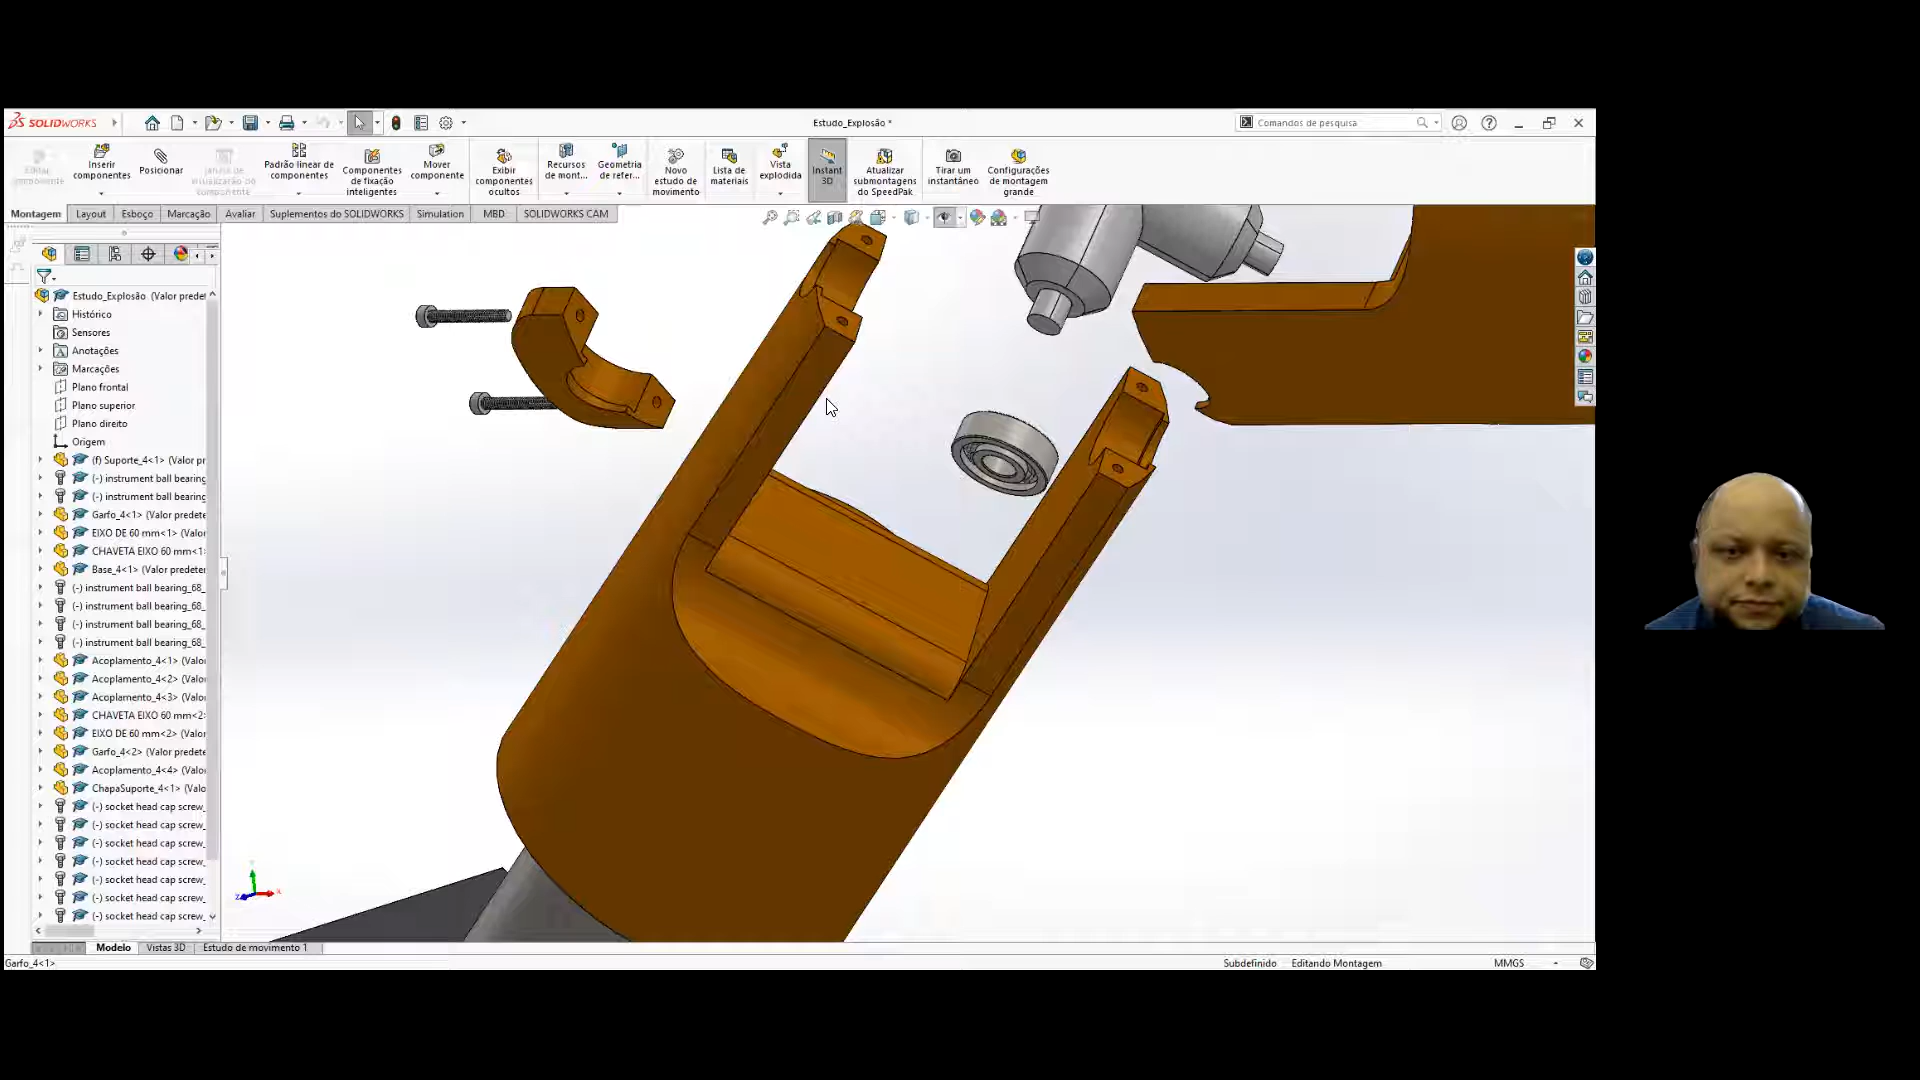 SOLIDWORKS
Estudo_Explosão *
Comandos de pesquisa
Inserir componentes
Posicionar
Padrão linear de componentes
Componentes de fixação inteligentes
Mover componente
Exibir componentes ocultos
Recursos de mont...
Geometria de refer...
Novo estudo de movimento
Lista de materiais
Vista explodida
Instant 3D
Atualizar submontagens do SpeedPak
Tirar um instantâneo
Configurações de montagem grande
Montagem Layout Esboço Marcação Avaliar Suplementos do SOLIDWORKS Simulation MBD SOLIDWORKS CAM
Estudo_Explosão (Valor prede
Histórico
Sensores
Anotações
Marcações
Plano frontal
Plano superior
Plano direito
Origem
(f) Suporte_4<1> (Valor pr
(-) instrument ball bearing
(-) instrument ball bearing
Garfo_4<1> (Valor predete
EIXO DE 60 mm<1> (Valor
CHAVETA EIXO 60 mm<1>
Base_4<1> (Valor predeter
(-) instrument ball bearing_68_
(-) instrument ball bearing_68_
(-) instrument ball bearing_68_
(-) instrument ball bearing_68_
Acoplamento_4<1> (Valor
Acoplamento_4<2> (Valor
Acoplamento_4<3> (Valor
CHAVETA EIXO 60 mm<2>
EIXO DE 60 mm<2> (Valor
Garfo_4<2> (Valor predete
Acoplamento_4<4> (Valor
ChapaSuporte_4<1> (Valo
(-) socket head cap screw_
(-) socket head cap screw_
(-) socket head cap screw_
(-) socket head cap screw_
(-) socket head cap screw_
(-) socket head cap screw_
(-) socket head cap screw_
Modelo Vistas 3D Estudo de movimento 1
Garfo_4<1>
Subdefinido Editando Montagem MMGS